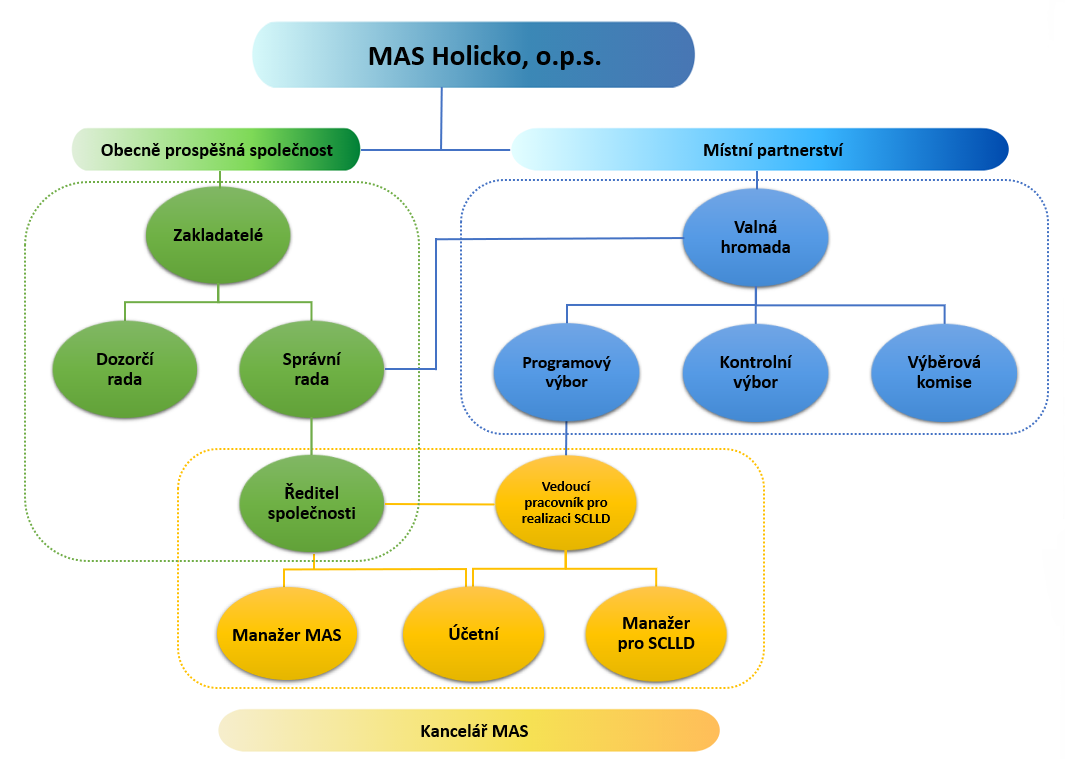 MAS Holicko, o.p.s.
Obecně prospěšná společnost
Místní partnerství
Zakladatelé
Valná
hromada
Dozorčí
rada
Správní
rada
Programový
výbor
Kontrolní
výbor
Výběrová
komise
Ředitel
společnosti
Vedoucí
pracovník pro
realizaci SCLLD
Manažer MAS
Účetní
Manažer
pro SCLLD
Kancelář MAS